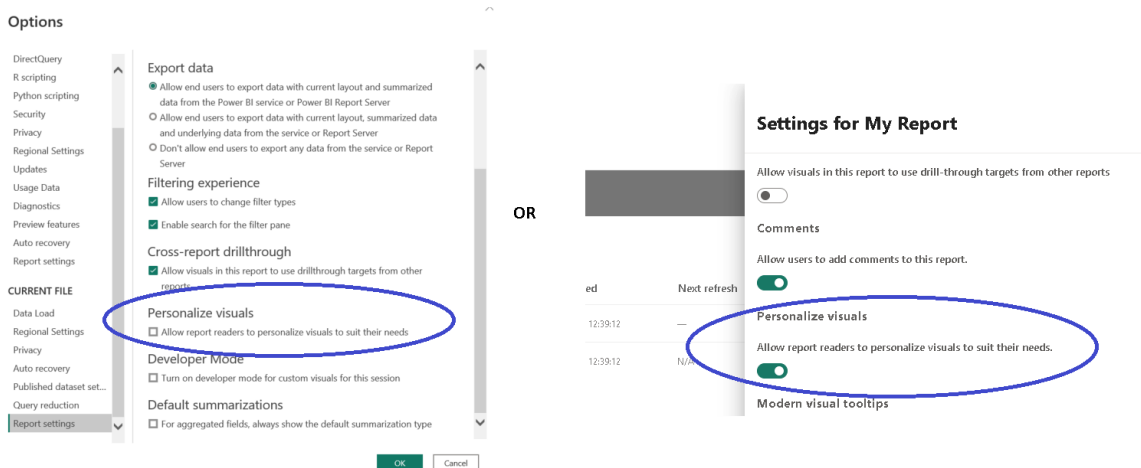 Options
DirectQuery
R scripting
Python scripting
Security
Privacy
Regional Settings
Updates
Usage Data
Diagnostics
Preview features
Auto recovery
Report settings
CURRENT FILE
Data Load
Regional Settings
Privacy
Auto recovery
Published dataset set...
Query reduction
Report settings
Export data
Allow end users to export data with current layout and summarized
data from the Power BI service or Power BI Report Server
Allow end users to export data with current layout, summarized data
and underlying data from the service or Report Server
Don't allow end users to export any data from the service or Report
Server
Filtering experience
Allow users to change filter types
Enable search for the filter pane
Cross-report drillthrough
Allow visuals in this report to use drillthrough targets from other
reports
Personalize visuals
Allow report readers to personalize visuals to suit their needs
Developer Mode
Turn on developer mode for custom visuals for this session
Default summarizations
For aggregated fields, always show the default summarization type
OK
Cancel
OR
ed
Next refresh
12:39:12
—
12:39:12
N/A
Settings for My Report
Allow visuals in this report to use drill-through targets from other reports
Comments
Allow users to add comments to this report.
Personalize visuals
Allow report readers to personalize visuals to suit their needs.
Modern visual tooltips